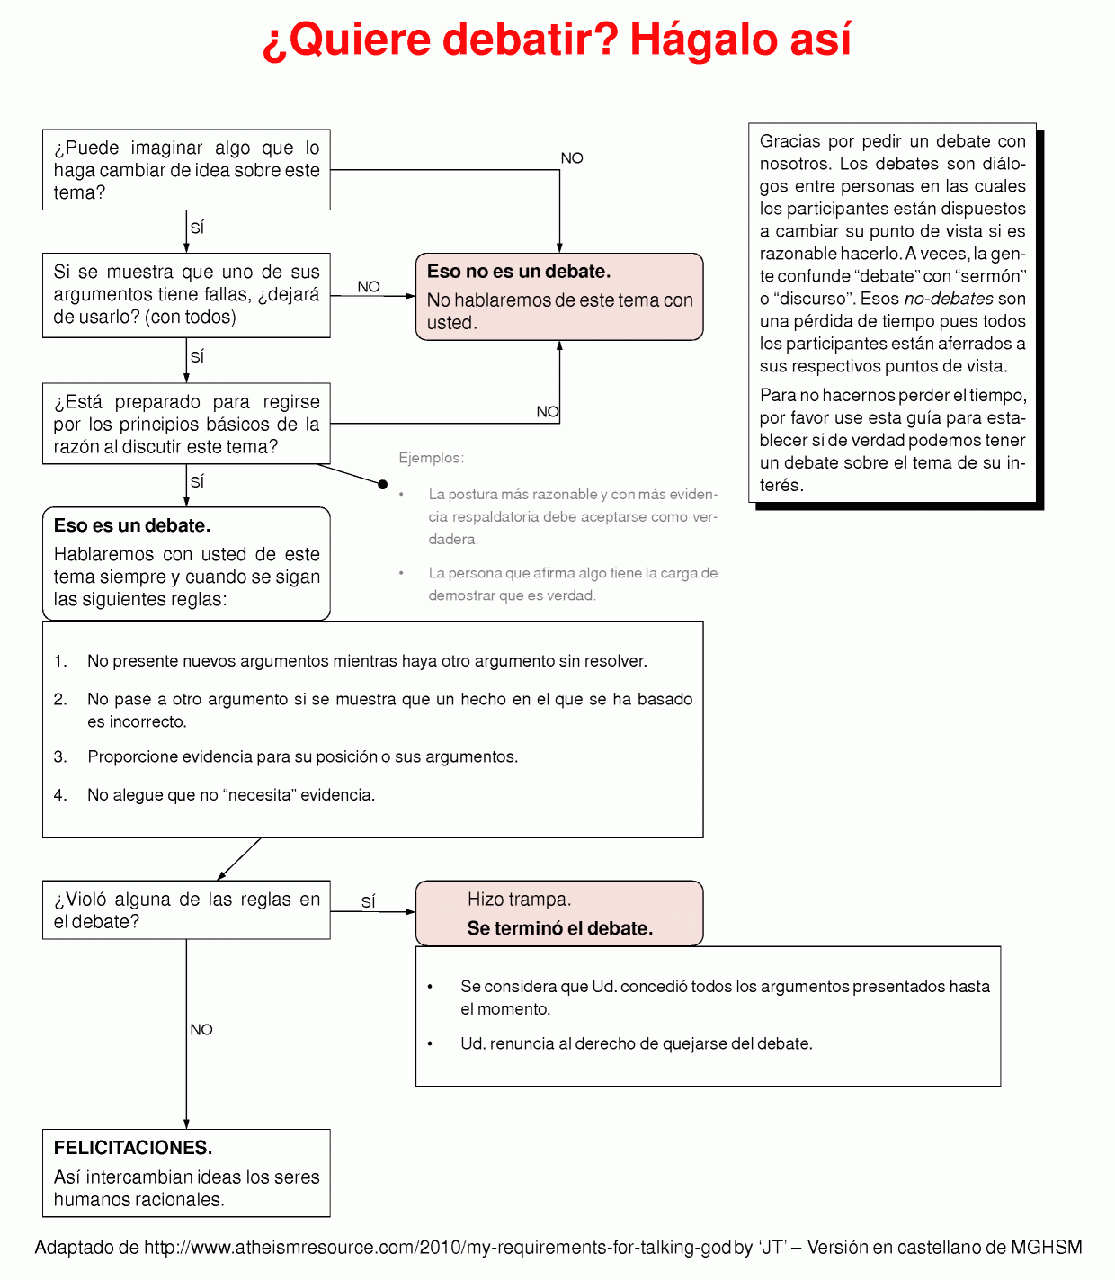 ¿Quiere debatir? Hágalo así
¿Puede imaginar algo que lo
haga cambiar de idea sobre este
tema?
NO
SÍ
Si se muestra que uno de sus
argumentos tiene fallas, ¿dejará
de usarlo? (con todos)
NO
Eso no es un debate.
No hablaremos de este tema con
usted.
SÍ
¿Está preparado para regirse
por los principios básicos de la
razón al discutir este tema?
NO
SÍ
Ejemplos:
• La postura más razonable y con más eviden-
cia respaldatoria debe aceptarse como ver-
dadera.
• La persona que afirma algo tiene la carga de
demostrar que es verdad.
Gracias por pedir un debate con
nosotros. Los debates son diálo-
gos entre personas en las cuales
los participantes están dispuestos
a cambiar su punto de vista si es
razonable hacerlo. A veces, la gen-
te confunde “debate” con “sermón”
o “discurso”. Esos no-debates son
una pérdida de tiempo pues todos
los participantes están aferrados a
sus respectivos puntos de vista.
Para no hacernos perder el tiempo,
por favor use esta guía para esta-
blecer si de verdad podemos tener
un debate sobre el tema de su in-
terés.
Eso es un debate.
Hablaremos con usted de este
tema siempre y cuando se sigan
las siguientes reglas:
1. No presente nuevos argumentos mientras haya otro argumento sin resolver.
2. No pase a otro argumento si se muestra que un hecho en el que se ha basado
es incorrecto.
3. Proporcione evidencia para su posición o sus argumentos.
4. No alegue que no “necesita” evidencia.
¿Violó alguna de las reglas en
el debate?
SÍ
Hizo trampa.
Se terminó el debate.
• Se considera que Ud. concedió todos los argumentos presentados hasta
el momento.
• Ud. renuncia al derecho de quejarse del debate.
NO
FELICITACIONES.
Así intercambian ideas los seres
humanos racionales.
Adaptado de http://www.atheismresource.com/2010/my-requirements-for-talking-god by ‘JT’ – Versión en castellano de MGHSM